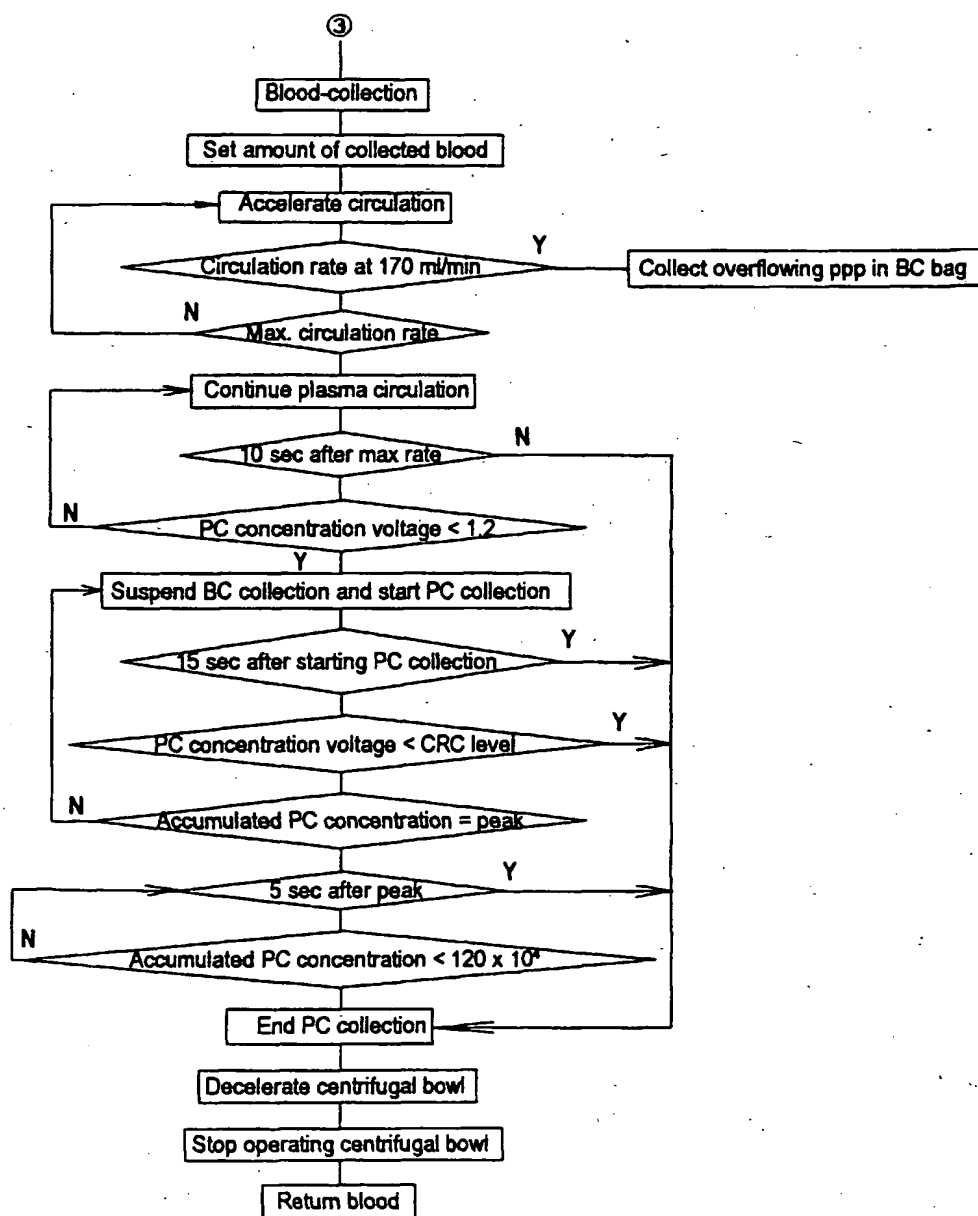 ③
Blood-collection
Set amount of collected blood
Accelerate circulation
Y
Circulation rate at 170 ml/min
Collect overflowing ppp in BC bag
N
Max. circulation rate
Continue plasma circulation
N
10 sec after max rate
N
PC concentration voltage < 1.2
Y
Suspend BC collection and start PC collection
Y
15 sec after starting PC collection
Y
PC concentration voltage < CRC level
N
Accumulated PC concentration = peak
Y
5 sec after peak
N
Accumulated PC concentration < 120 x 10⁴
End PC collection
Decelerate centrifugal bowl
Stop operating centrifugal bowl
Return blood